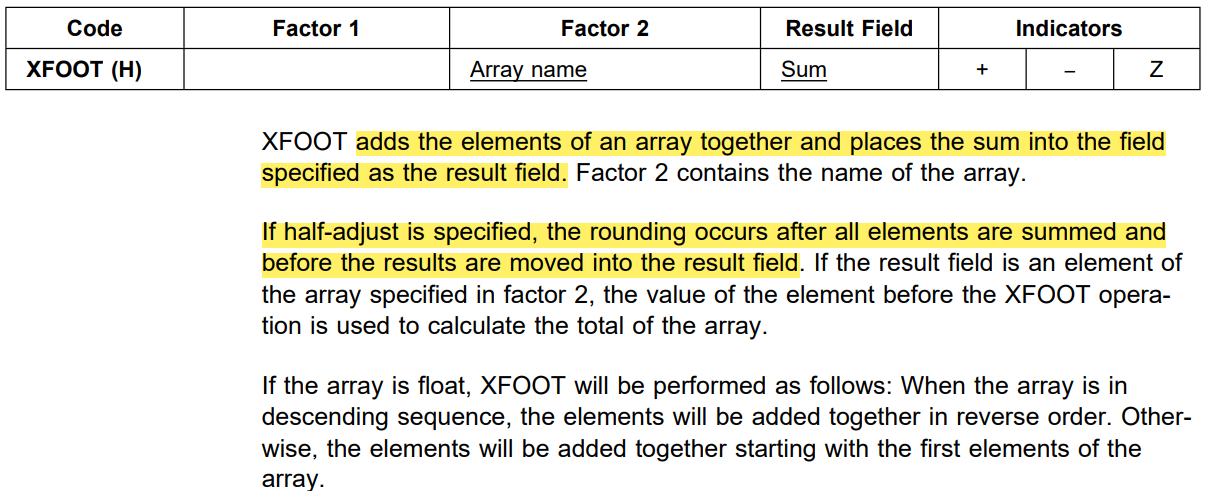 Code Factor 1 Factor 2 Result Field Indicators
XFOOT (H) Array name Sum + – Z
XFOOT adds the elements of an array together and places the sum into the field
specified as the result field. Factor 2 contains the name of the array.
If half-adjust is specified, the rounding occurs after all elements are summed and
before the results are moved into the result field. If the result field is an element of
the array specified in factor 2, the value of the element before the XFOOT opera-
tion is used to calculate the total of the array.
If the array is float, XFOOT will be performed as follows: When the array is in
descending sequence, the elements will be added together in reverse order. Other-
wise, the elements will be added together starting with the first elements of the
array.